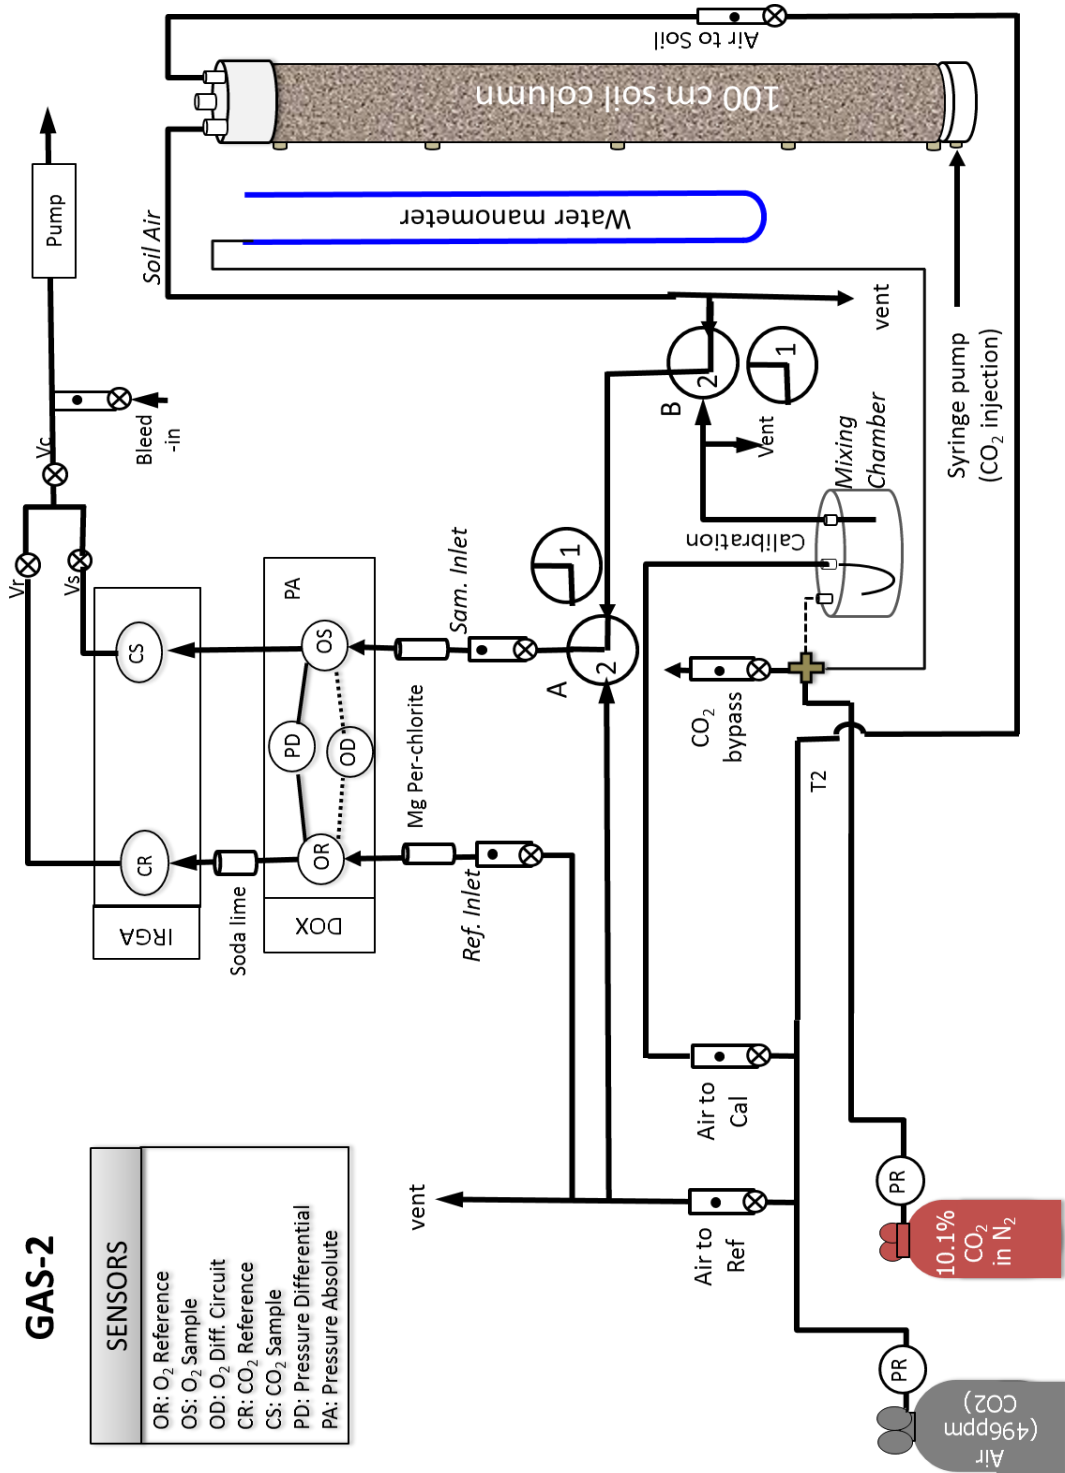 GAS-2
SENSORS
OR: O₂ Reference
OS: O₂ Sample
OD: O₂ Diff. Circuit
CR: CO₂ Reference
CS: CO₂ Sample
PD: Pressure Differential
PA: Pressure Absolute
IRGA
CR
CS
Vr
Vs
Vc
Bleed
-in
Pump
Soda lime
DOX
OR
PD
OD
OS
PA
Mg Per-chlorite
Ref. Inlet
Sam. Inlet
Soil Air
100 cm soil column
Air to Soil
Water manometer
vent
A
2
1
B
2
1
vent
Vent
Calibration
Mixing
Chamber
CO₂
bypass
Syringe pump
(CO₂ injection)
T2
Air to
Ref
Air to
Cal
PR
PR
Air
(496ppm
CO2)
10.1%
CO₂
in N₂